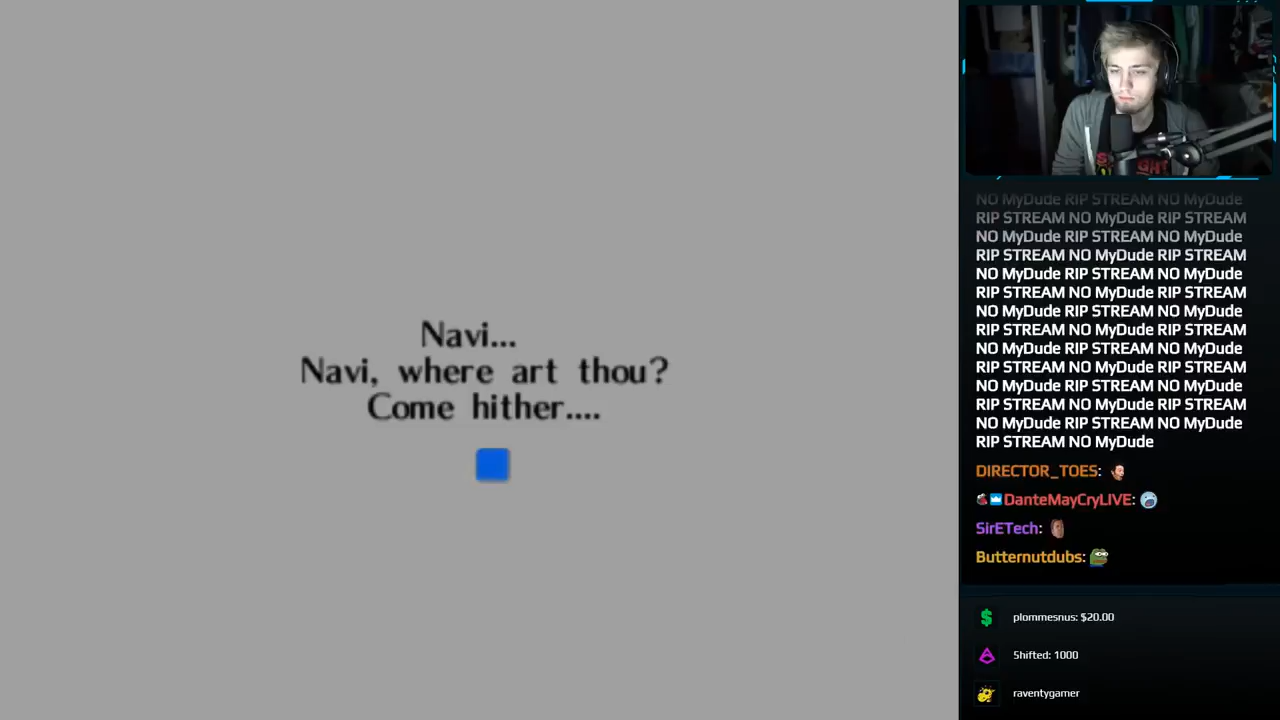 Navi...
Navi, where art thou?
Come hither....
NO MyDude RIP STREAM NO MyDude
RIP STREAM NO MyDude RIP STREAM
NO MyDude RIP STREAM NO MyDude
RIP STREAM NO MyDude RIP STREAM
NO MyDude RIP STREAM NO MyDude
RIP STREAM NO MyDude RIP STREAM
NO MyDude RIP STREAM NO MyDude
RIP STREAM NO MyDude RIP STREAM
NO MyDude RIP STREAM NO MyDude
RIP STREAM NO MyDude RIP STREAM
NO MyDude RIP STREAM NO MyDude
RIP STREAM NO MyDude RIP STREAM
NO MyDude RIP STREAM NO MyDude
RIP STREAM NO MyDude
DIRECTOR_TOES:
DanteMayCryLIVE:
SirETech:
Butternutdubs:
plommesnus: $20.00
Shifted: 1000
raventygamer